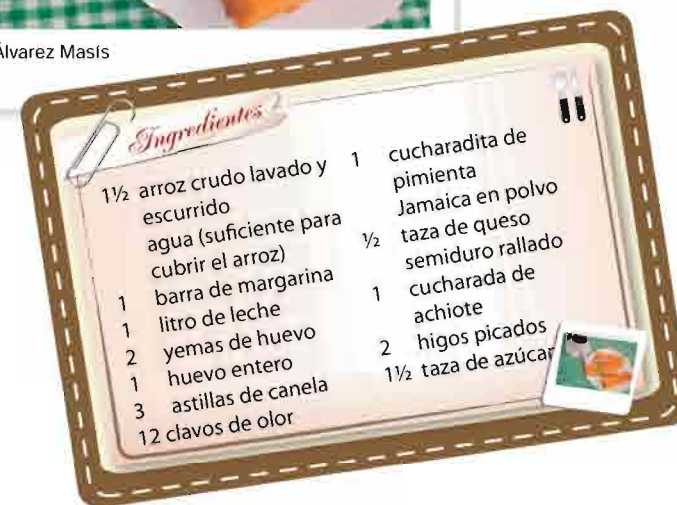 Álvarez Masís
Ingredientes
1½ arroz crudo lavado y
escurrido
agua (suficiente para
cubrir el arroz)
1 barra de margarina
1 litro de leche
2 yemas de huevo
1 huevo entero
3 astillas de canela
12 clavos de olor
1 cucharadita de
pimienta
Jamaica en polvo
½ taza de queso
semiduro rallado
1 cucharada de
achiote
2 higos picados
1½ taza de azúcar